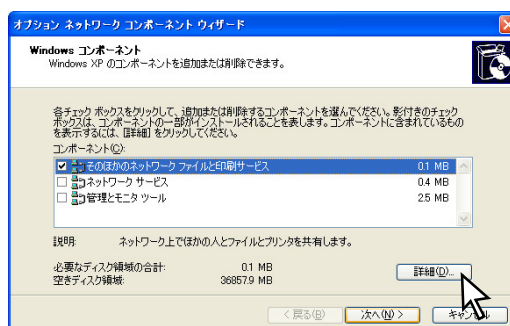 オプション ネットワーク コンポーネント ウィザード
Windows コンポーネント
Windows XP のコンポーネントを追加または削除できます。
各チェック ボックスをクリックして、追加または削除するコンポーネントを選んでください。影付きのチェック
ボックスは、コンポーネントの一部がインストールされることを表します。コンポーネントに含まれているもの
を表示するには、[詳細] をクリックしてください。
コンポーネント(C):
そのほかのネットワーク ファイルと印刷サービス 0.1 MB
ネットワーク サービス 0.4 MB
管理とモニタ ツール 2.5 MB
説明: ネットワーク上でほかの人とファイルとプリンタを共有します。
必要なディスク領域の合計: 0.1 MB
空きディスク領域: 36857.9 MB
詳細(D)...
< 戻る(B) 次へ(N) > キャンセル